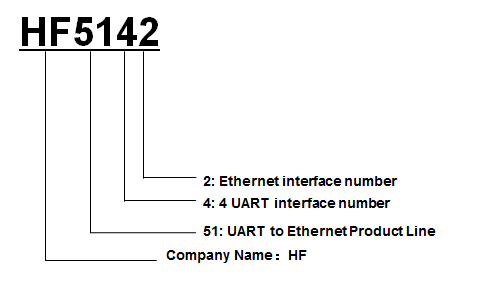 HF5142
2: Ethernet interface number
4: 4 UART interface number
51: UART to Ethernet Product Line
Company Name：HF